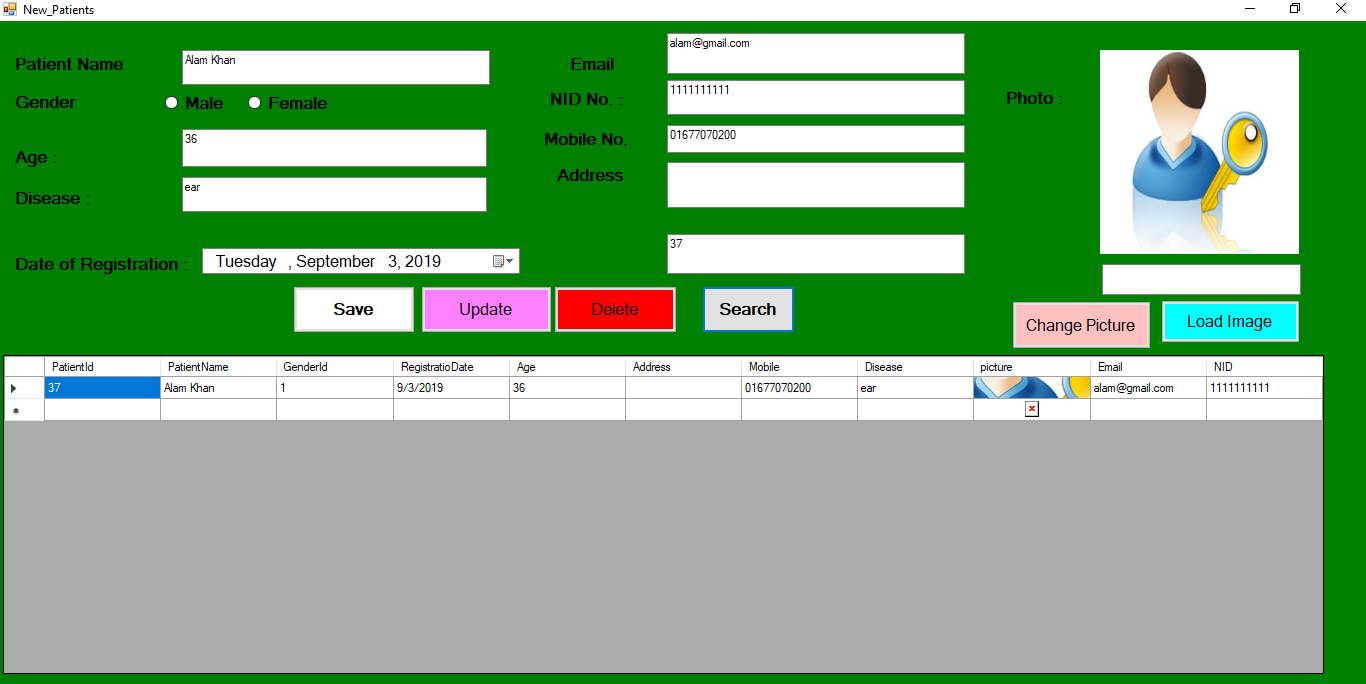 New_Patients
Patient Name
Alam Khan
Email
alam@gmail.com
Gender
Male
Female
NID No. :
1111111111
Photo :
Age :
36
Mobile No.
01677070200
Disease :
ear
Address
Date of Registration :
Tuesday , September 3, 2019
37
Save
Update
Delete
Search
Change Picture
Load Image
PatientId PatientName GenderId RegistratioDate Age Address Mobile Disease picture Email NID
37 Alam Khan 1 9/3/2019 36 01677070200 ear alam@gmail.com 1111111111